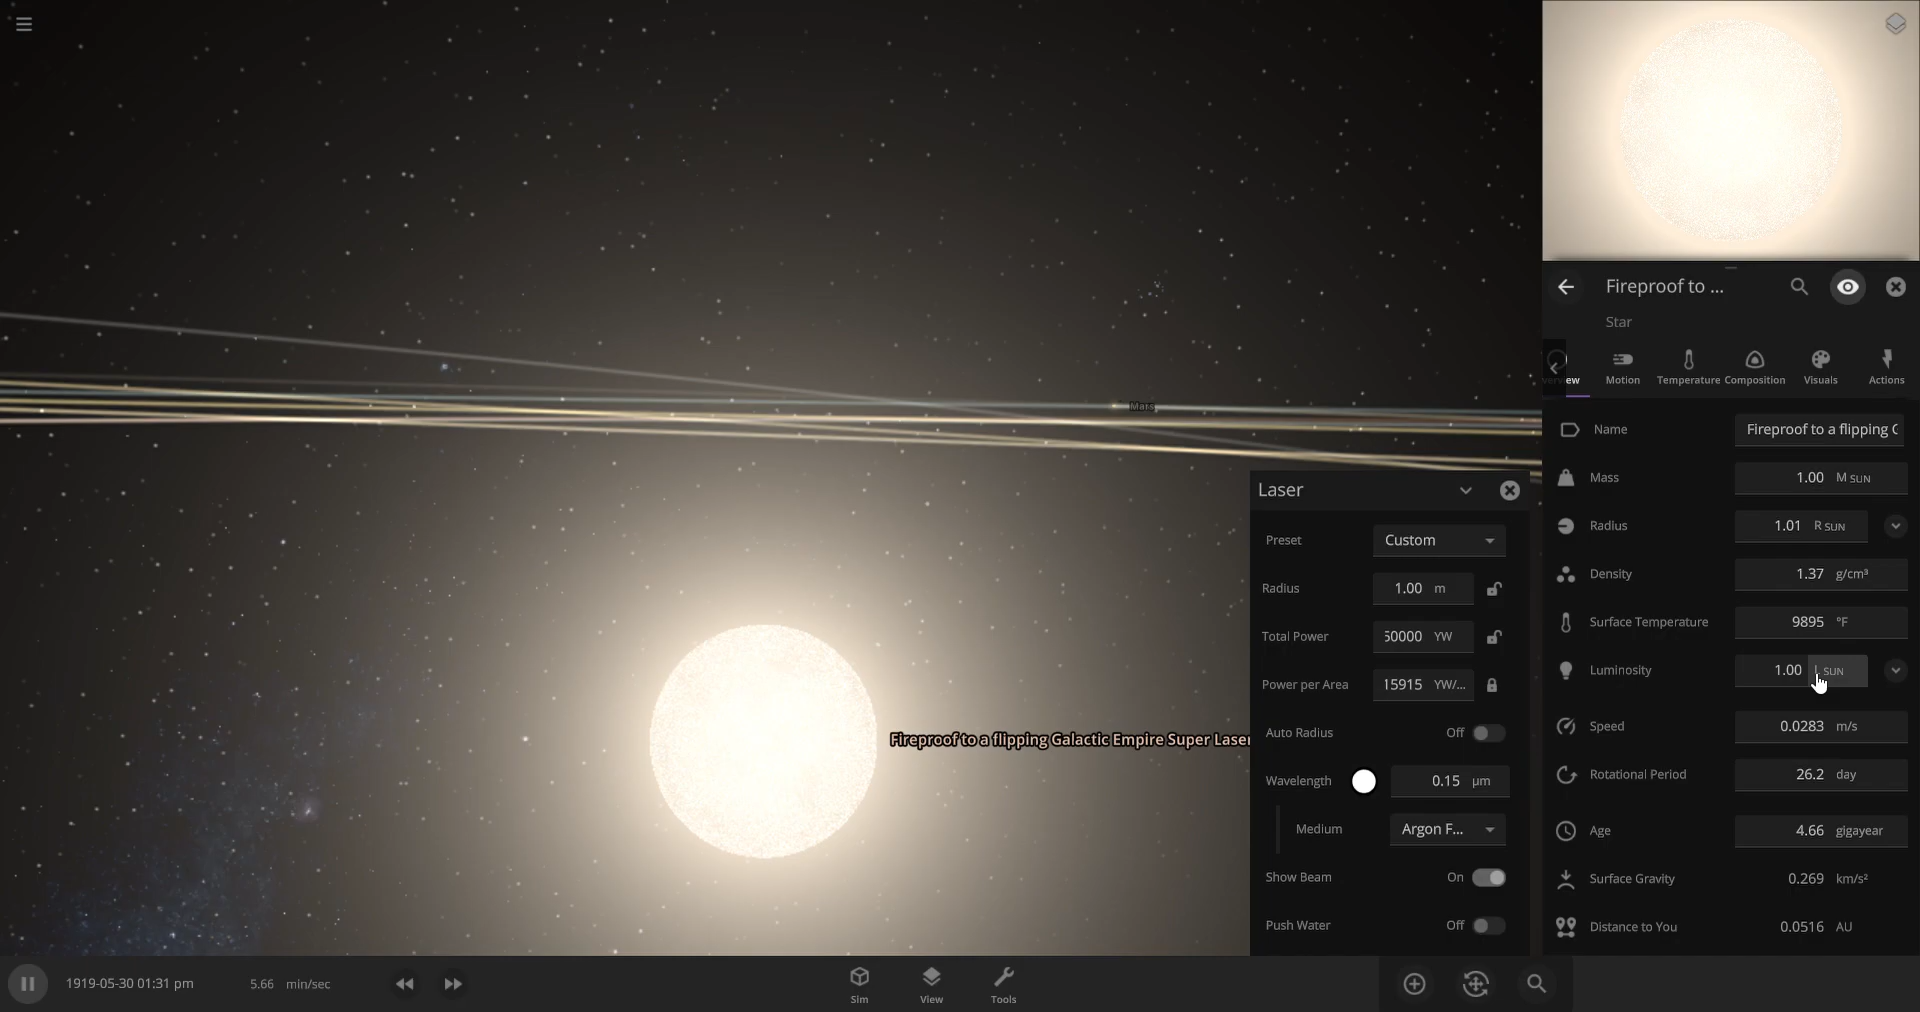 Mars
Fireproof to a flipping Galactic Empire Super Laser
Laser
Preset Custom
Radius 1.00 m
Total Power 50000 YW
Power per Area 15915 YW/...
Auto Radius Off
Wavelength 0.15 µm
Medium Argon F...
Show Beam On
Push Water Off
Fireproof to ...
Star
Motion Temperature Composition Visuals Actions
Name Fireproof to a flipping
Mass 1.00 M SUN
Radius 1.01 R SUN
Density 1.37 g/cm³
Surface Temperature 9895 °F
Luminosity 1.00 L SUN
Speed 0.0283 m/s
Rotational Period 26.2 day
Age 4.66 gigayear
Surface Gravity 0.269 km/s²
Distance to You 0.0516 AU
1919-05-30 01:31 pm 5.66 min/sec
Sim View Tools